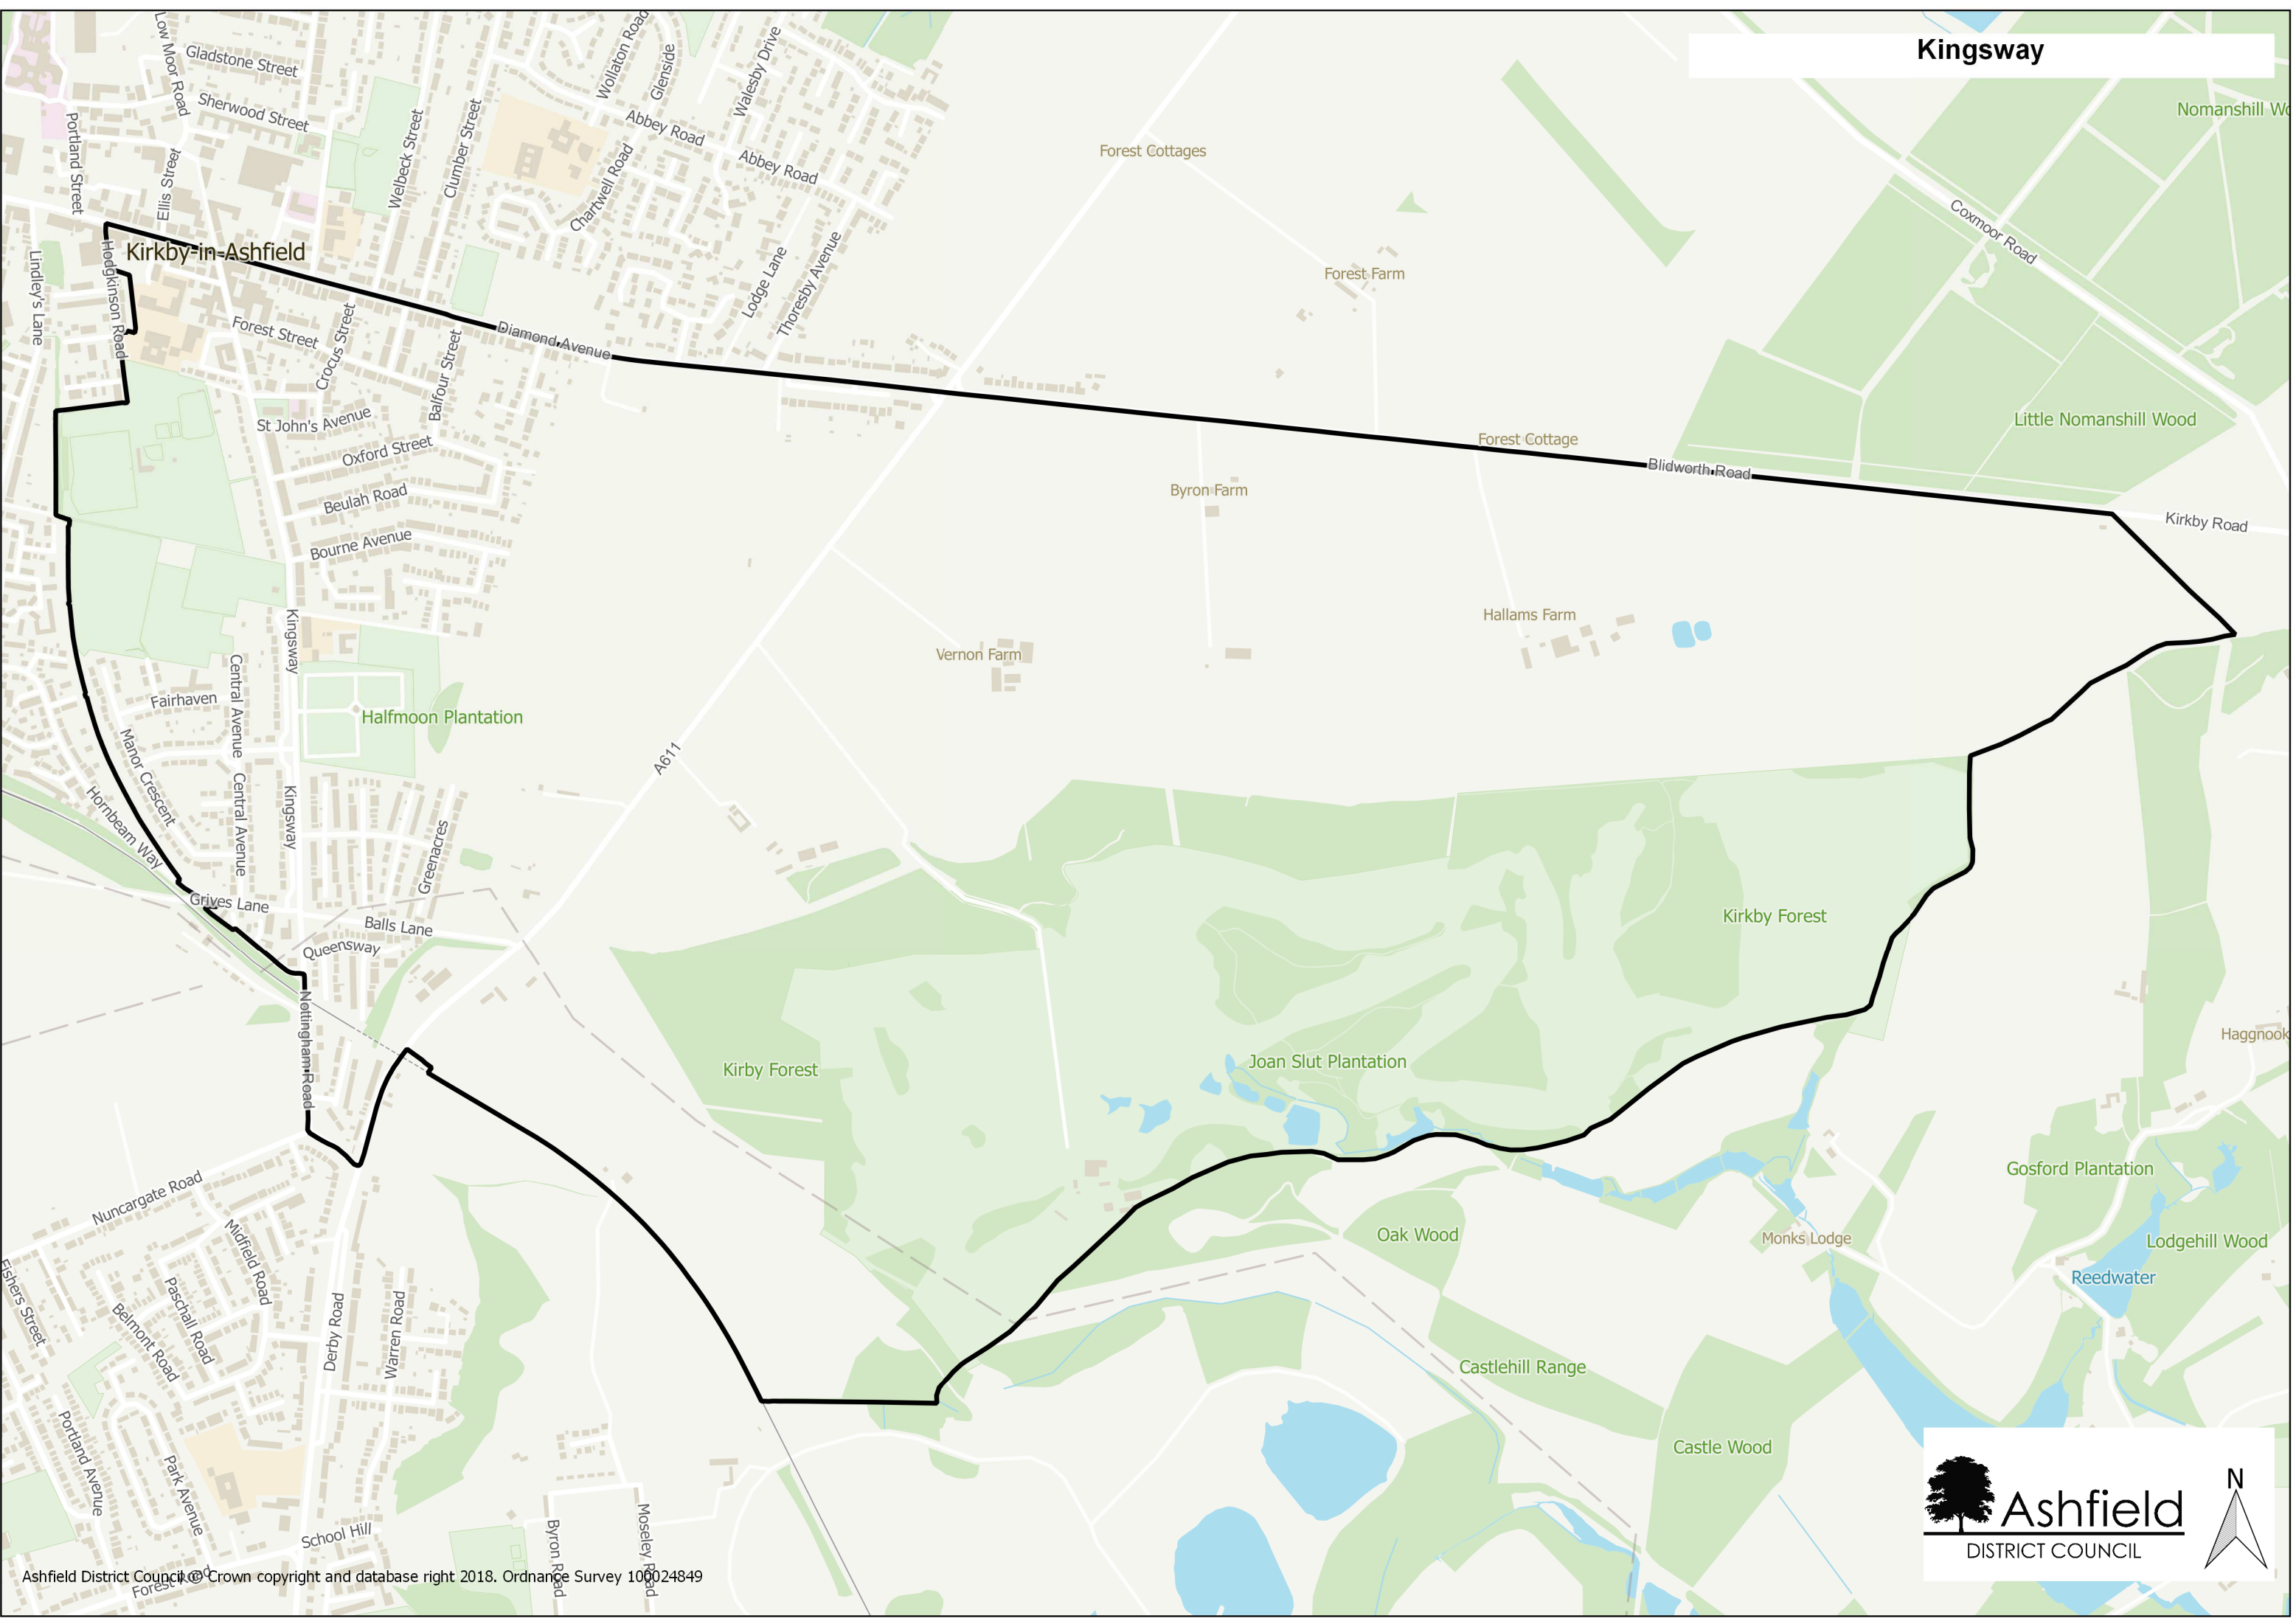 Kingsway
Low Moor Road
Gladstone Street
Sherwood Street
Portland Street
Ellis Street
Welbeck Street
Clumber Street
Wollaton Road
Glenside
Walesby Drive
Abbey Road
Abbey Road
Chartwell Road
Lodge Lane
Thoresby Avenue
Forest Cottages
Forest Farm
Nomanshill Wo
Coxmoor Road
Little Nomanshill Wood
Kirkby-in-Ashfield
Lindley's Lane
Hodgkinson Road
Forest Street
Crocus Street
Balfour Street
Diamond Avenue
St John's Avenue
Oxford Street
Beulah Road
Bourne Avenue
Forest Cottage
Blidworth Road
Kirkby Road
Byron Farm
Hallams Farm
Vernon Farm
Kingsway
Central Avenue
Fairhaven
Halfmoon Plantation
Manor Crescent
Hornbeam Way
Central Avenue
Kingsway
A611
Greenacres
Grives Lane
Balls Lane
Queensway
Kirkby Forest
Nottingham Road
Kirby Forest
Joan Slut Plantation
Haggnook
Gosford Plantation
Nuncargate Road
Midfield Road
Oak Wood
Monks Lodge
Lodgehill Wood
Reedwater
Fishers Street
Paschall Road
Belmont Road
Derby Road
Warren Road
Castlehill Range
Castle Wood
Portland Avenue
Park Avenue
School Hill
Byron Road
Moseley Road
Forest Road
Ashfield District Council © Crown copyright and database right 2018. Ordnance Survey 100024849
Ashfield
DISTRICT COUNCIL
N